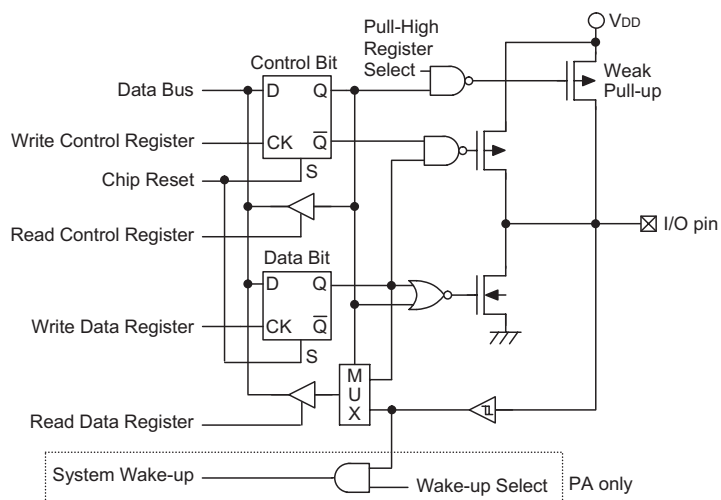 Pull-High
Register
Select
VDD
Control Bit
Weak
Pull-up
Data Bus
D
Q
Write Control Register
CK
Q
Chip Reset
S
I/O pin
Read Control Register
Data Bit
D
Q
Write Data Register
CK
Q
S
M
U
X
Read Data Register
System Wake-up
Wake-up Select
PA only